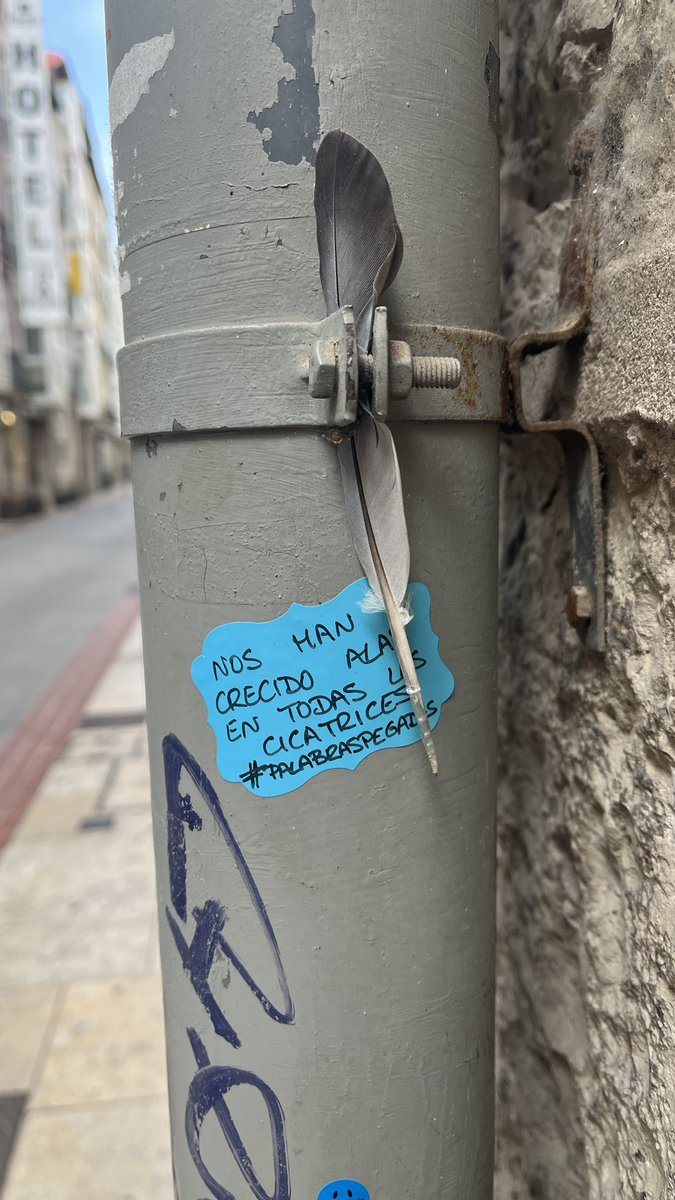 HOTEL
NOS HAN
CRECIDO ALAS
EN TODAS LAS
CICATRICES
#PALABRASPEGADAS